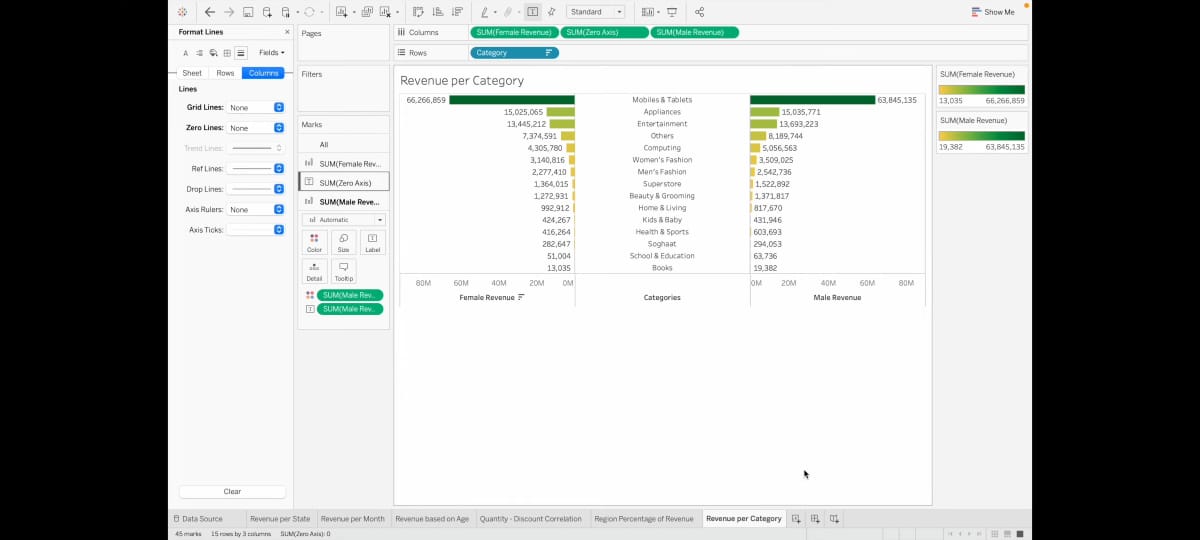 Standard
Show Me
Format Lines
Fields
Sheet Rows Columns
Lines
Grid Lines: None
Zero Lines: None
Trend Lines:
Ref Lines:
Drop Lines:
Axis Rulers: None
Axis Ticks:
Clear
Pages
Filters
Marks
All
SUM(Female Rev...
SUM(Zero Axis)
SUM(Male Reve...
Automatic
Color Size Label
Detail Tooltip
SUM(Male Rev..
SUM(Male Rev..
Columns SUM(Female Revenue) SUM(Zero Axis) SUM(Male Revenue)
Rows Category
Revenue per Category
66,266,859 Mobiles & Tablets 63,845,135
15,025,065 Appliances 15,035,771
13,445,212 Entertainment 13,693,223
7,374,591 Others 8,189,744
4,305,780 Computing 5,056,563
3,140,816 Women's Fashion 3,509,025
2,277,410 Men's Fashion 2,542,736
1,364,015 Superstore 1,522,892
1,272,931 Beauty & Grooming 1,371,817
992,912 Home & Living 817,670
424,267 Kids & Baby 431,946
416,264 Health & Sports 603,693
282,647 Soghaat 294,053
51,004 School & Education 63,736
13,035 Books 19,382
80M 60M 40M 20M 0M 0M 20M 40M 60M 80M
Female Revenue Categories Male Revenue
SUM(Female Revenue)
13,035 66,266,859
SUM(Male Revenue)
19,382 63,845,135
Data Source Revenue per State Revenue per Month Revenue based on Age Quantity - Discount Correlation Region Percentage of Revenue Revenue per Category
45 marks 15 rows by 3 columns SUM(Zero Axis): 0